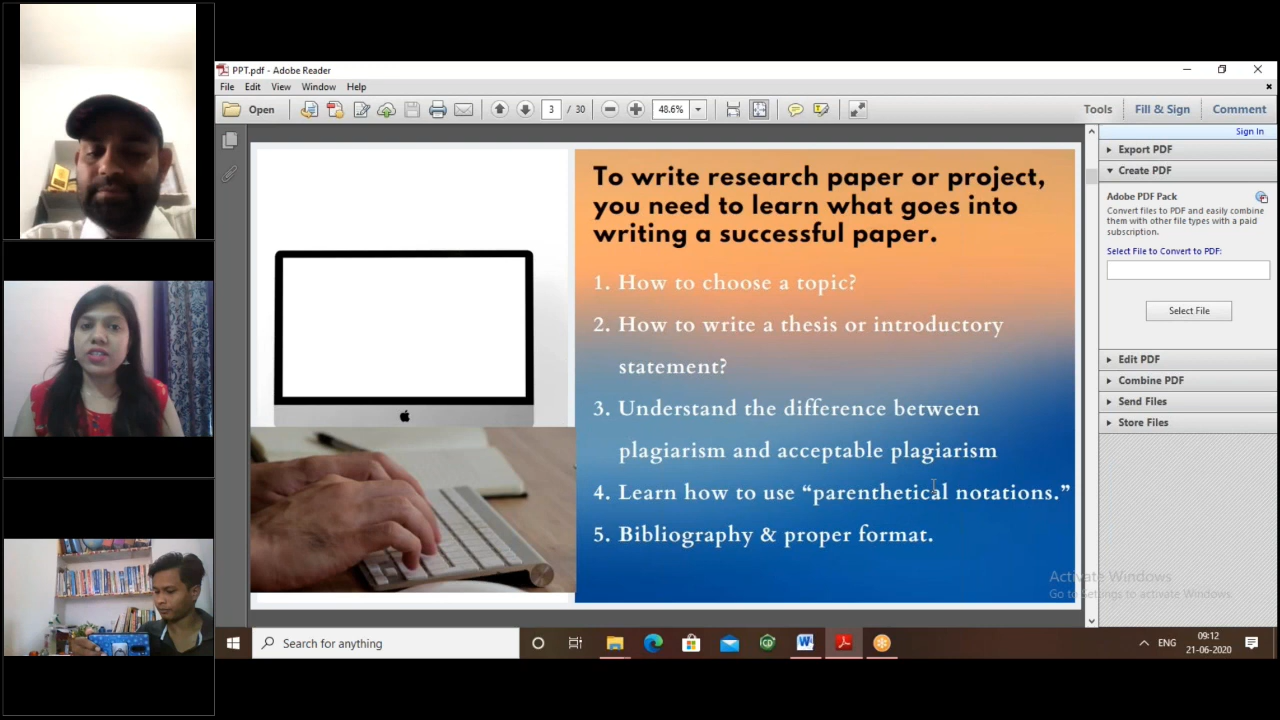 PPT.pdf - Adobe Reader
File Edit View Window Help
Open 3 / 30 48.6% Tools Fill & Sign Comment
Sign In
Export PDF
Create PDF
Adobe PDF Pack
Convert files to PDF and easily combine
them with other file types with a paid
subscription.
Select File to Convert to PDF:
Select File
Edit PDF
Combine PDF
Send Files
Store Files
To write research paper or project,
you need to learn what goes into
writing a successful paper.
1. How to choose a topic?
2. How to write a thesis or introductory
statement?
3. Understand the difference between
plagiarism and acceptable plagiarism
4. Learn how to use “parenthetical notations.”
5. Bibliography & proper format.
Activate Windows
Go to Settings to activate Windows.
Search for anything
ENG
09:12
21-06-2020